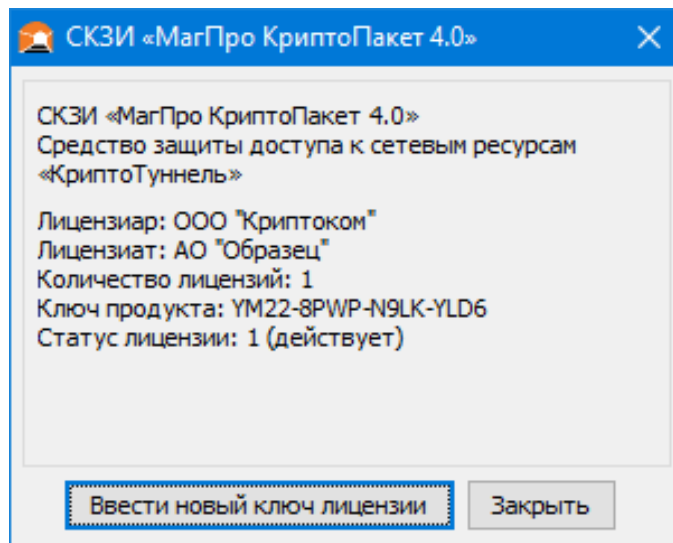 СКЗИ «МагПро КриптоПакет 4.0»
СКЗИ «МагПро КриптоПакет 4.0»
Средство защиты доступа к сетевым ресурсам
«КриптоТуннель»
Лицензиар: ООО "Криптоком"
Лицензиат: АО "Образец"
Количество лицензий: 1
Ключ продукта: YM22-8PWP-N9LK-YLD6
Статус лицензии: 1 (действует)
Ввести новый ключ лицензии
Закрыть